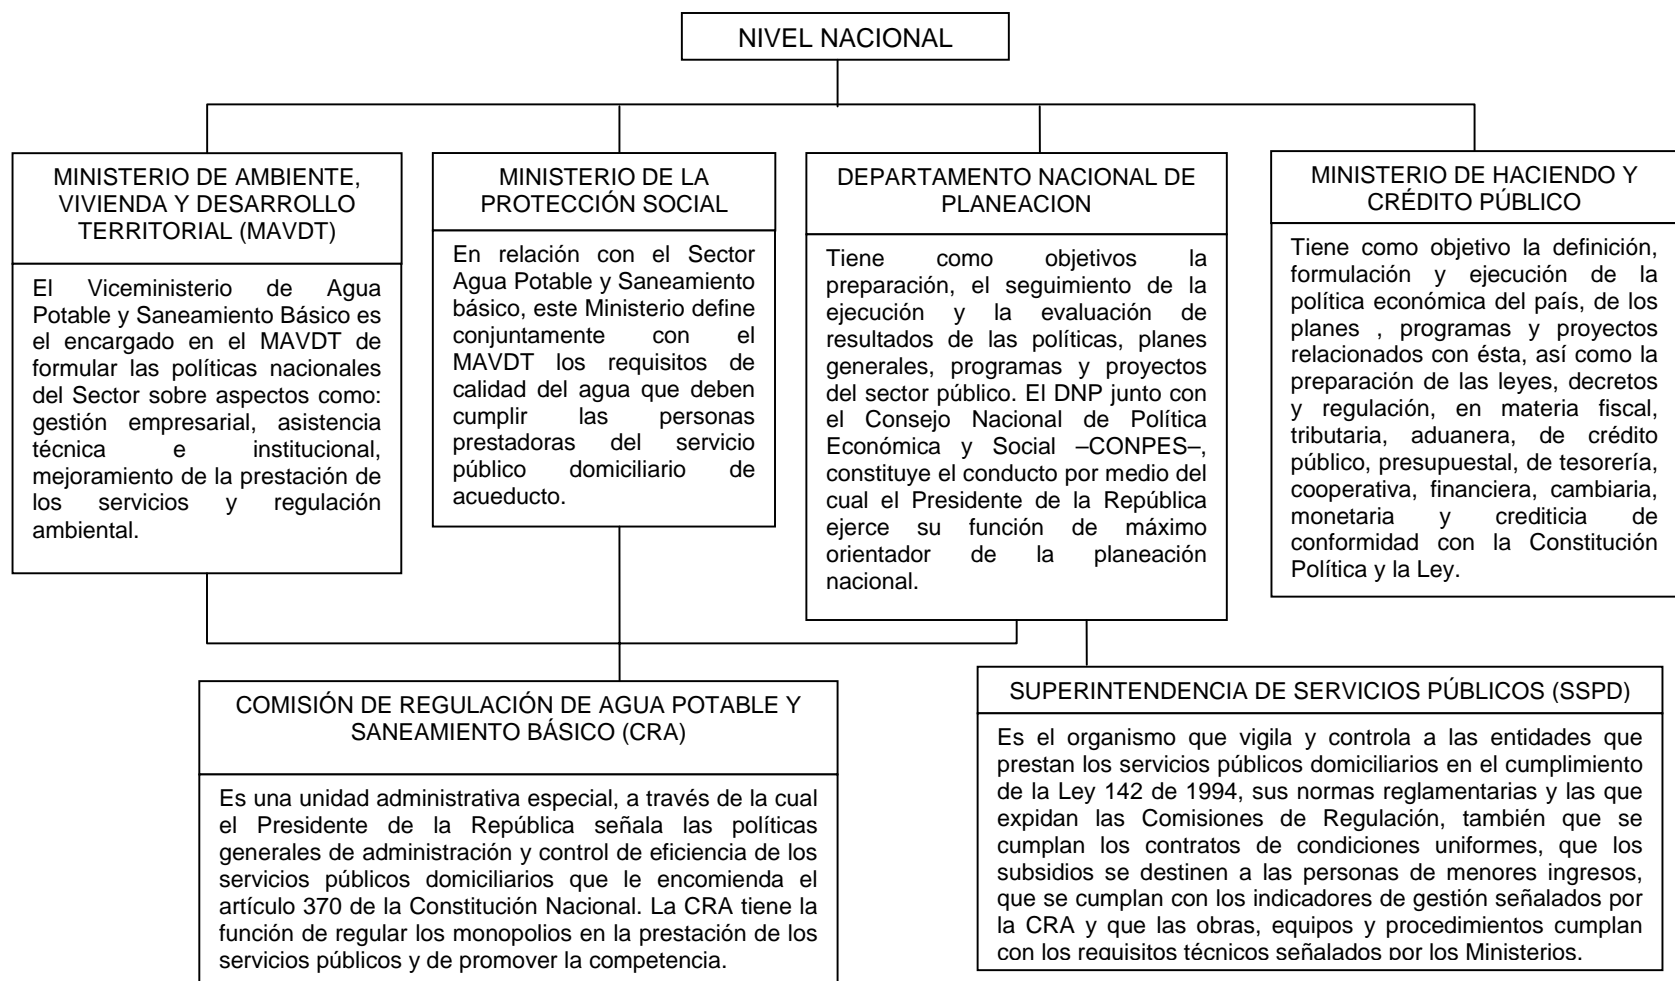 NIVEL NACIONAL
MINISTERIO DE AMBIENTE,
VIVIENDA Y DESARROLLO
TERRITORIAL (MAVDT)
El Viceministerio de Agua
Potable y Saneamiento Básico es
el encargado en el MAVDT de
formular las políticas nacionales
del Sector sobre aspectos como:
gestión empresarial, asistencia
técnica e institucional,
mejoramiento de la prestación de
los servicios y regulación
ambiental.
MINISTERIO DE LA
PROTECCIÓN SOCIAL
En relación con el Sector
Agua Potable y Saneamiento
básico, este Ministerio define
conjuntamente con el
MAVDT los requisitos de
calidad del agua que deben
cumplir las personas
prestadoras del servicio
público domiciliario de
acueducto.
DEPARTAMENTO NACIONAL DE
PLANEACION
Tiene como objetivos la
preparación, el seguimiento de la
ejecución y la evaluación de
resultados de las políticas, planes
generales, programas y proyectos
del sector público. El DNP junto con
el Consejo Nacional de Política
Económica y Social –CONPES–,
constituye el conducto por medio del
cual el Presidente de la República
ejerce su función de máximo
orientador de la planeación
nacional.
MINISTERIO DE HACIENDO Y
CRÉDITO PÚBLICO
Tiene como objetivo la definición,
formulación y ejecución de la
política económica del país, de los
planes , programas y proyectos
relacionados con ésta, así como la
preparación de las leyes, decretos
y regulación, en materia fiscal,
tributaria, aduanera, de crédito
público, presupuestal, de tesorería,
cooperativa, financiera, cambiaria,
monetaria y crediticia de
conformidad con la Constitución
Política y la Ley.
COMISIÓN DE REGULACIÓN DE AGUA POTABLE Y
SANEAMIENTO BÁSICO (CRA)
Es una unidad administrativa especial, a través de la cual
el Presidente de la República señala las políticas
generales de administración y control de eficiencia de los
servicios públicos domiciliarios que le encomienda el
artículo 370 de la Constitución Nacional. La CRA tiene la
función de regular los monopolios en la prestación de los
servicios públicos y de promover la competencia.
SUPERINTENDENCIA DE SERVICIOS PÚBLICOS (SSPD)
Es el organismo que vigila y controla a las entidades que
prestan los servicios públicos domiciliarios en el cumplimiento
de la Ley 142 de 1994, sus normas reglamentarias y las que
expidan las Comisiones de Regulación, también que se
cumplan los contratos de condiciones uniformes, que los
subsidios se destinen a las personas de menores ingresos,
que se cumplan con los indicadores de gestión señalados por
la CRA y que las obras, equipos y procedimientos cumplan
con los requisitos técnicos señalados por los Ministerios.